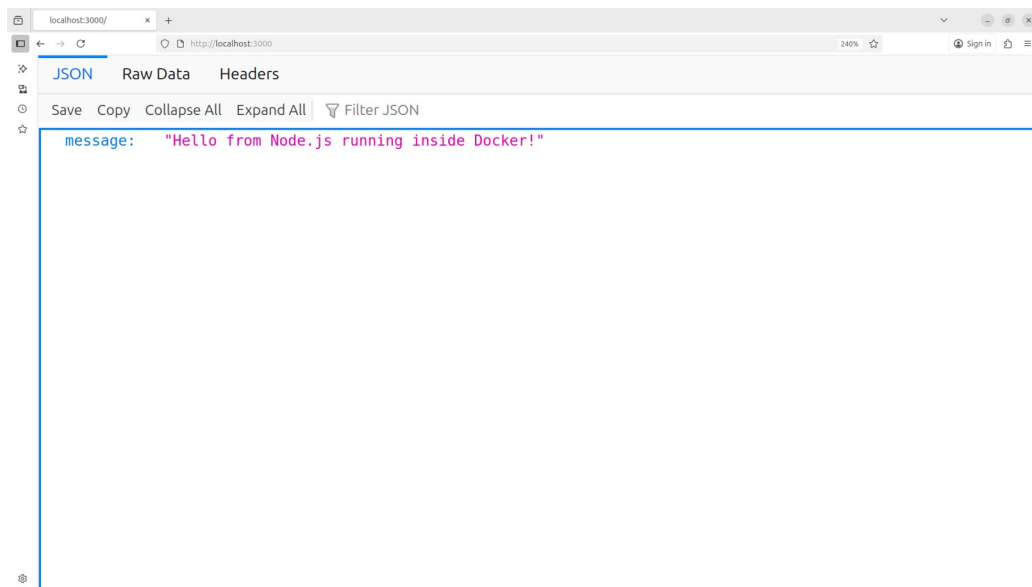 localhost:3000/
http://localhost:3000
240%
Sign in
JSON Raw Data Headers
Save Copy Collapse All Expand All Filter JSON
message: "Hello from Node.js running inside Docker!"